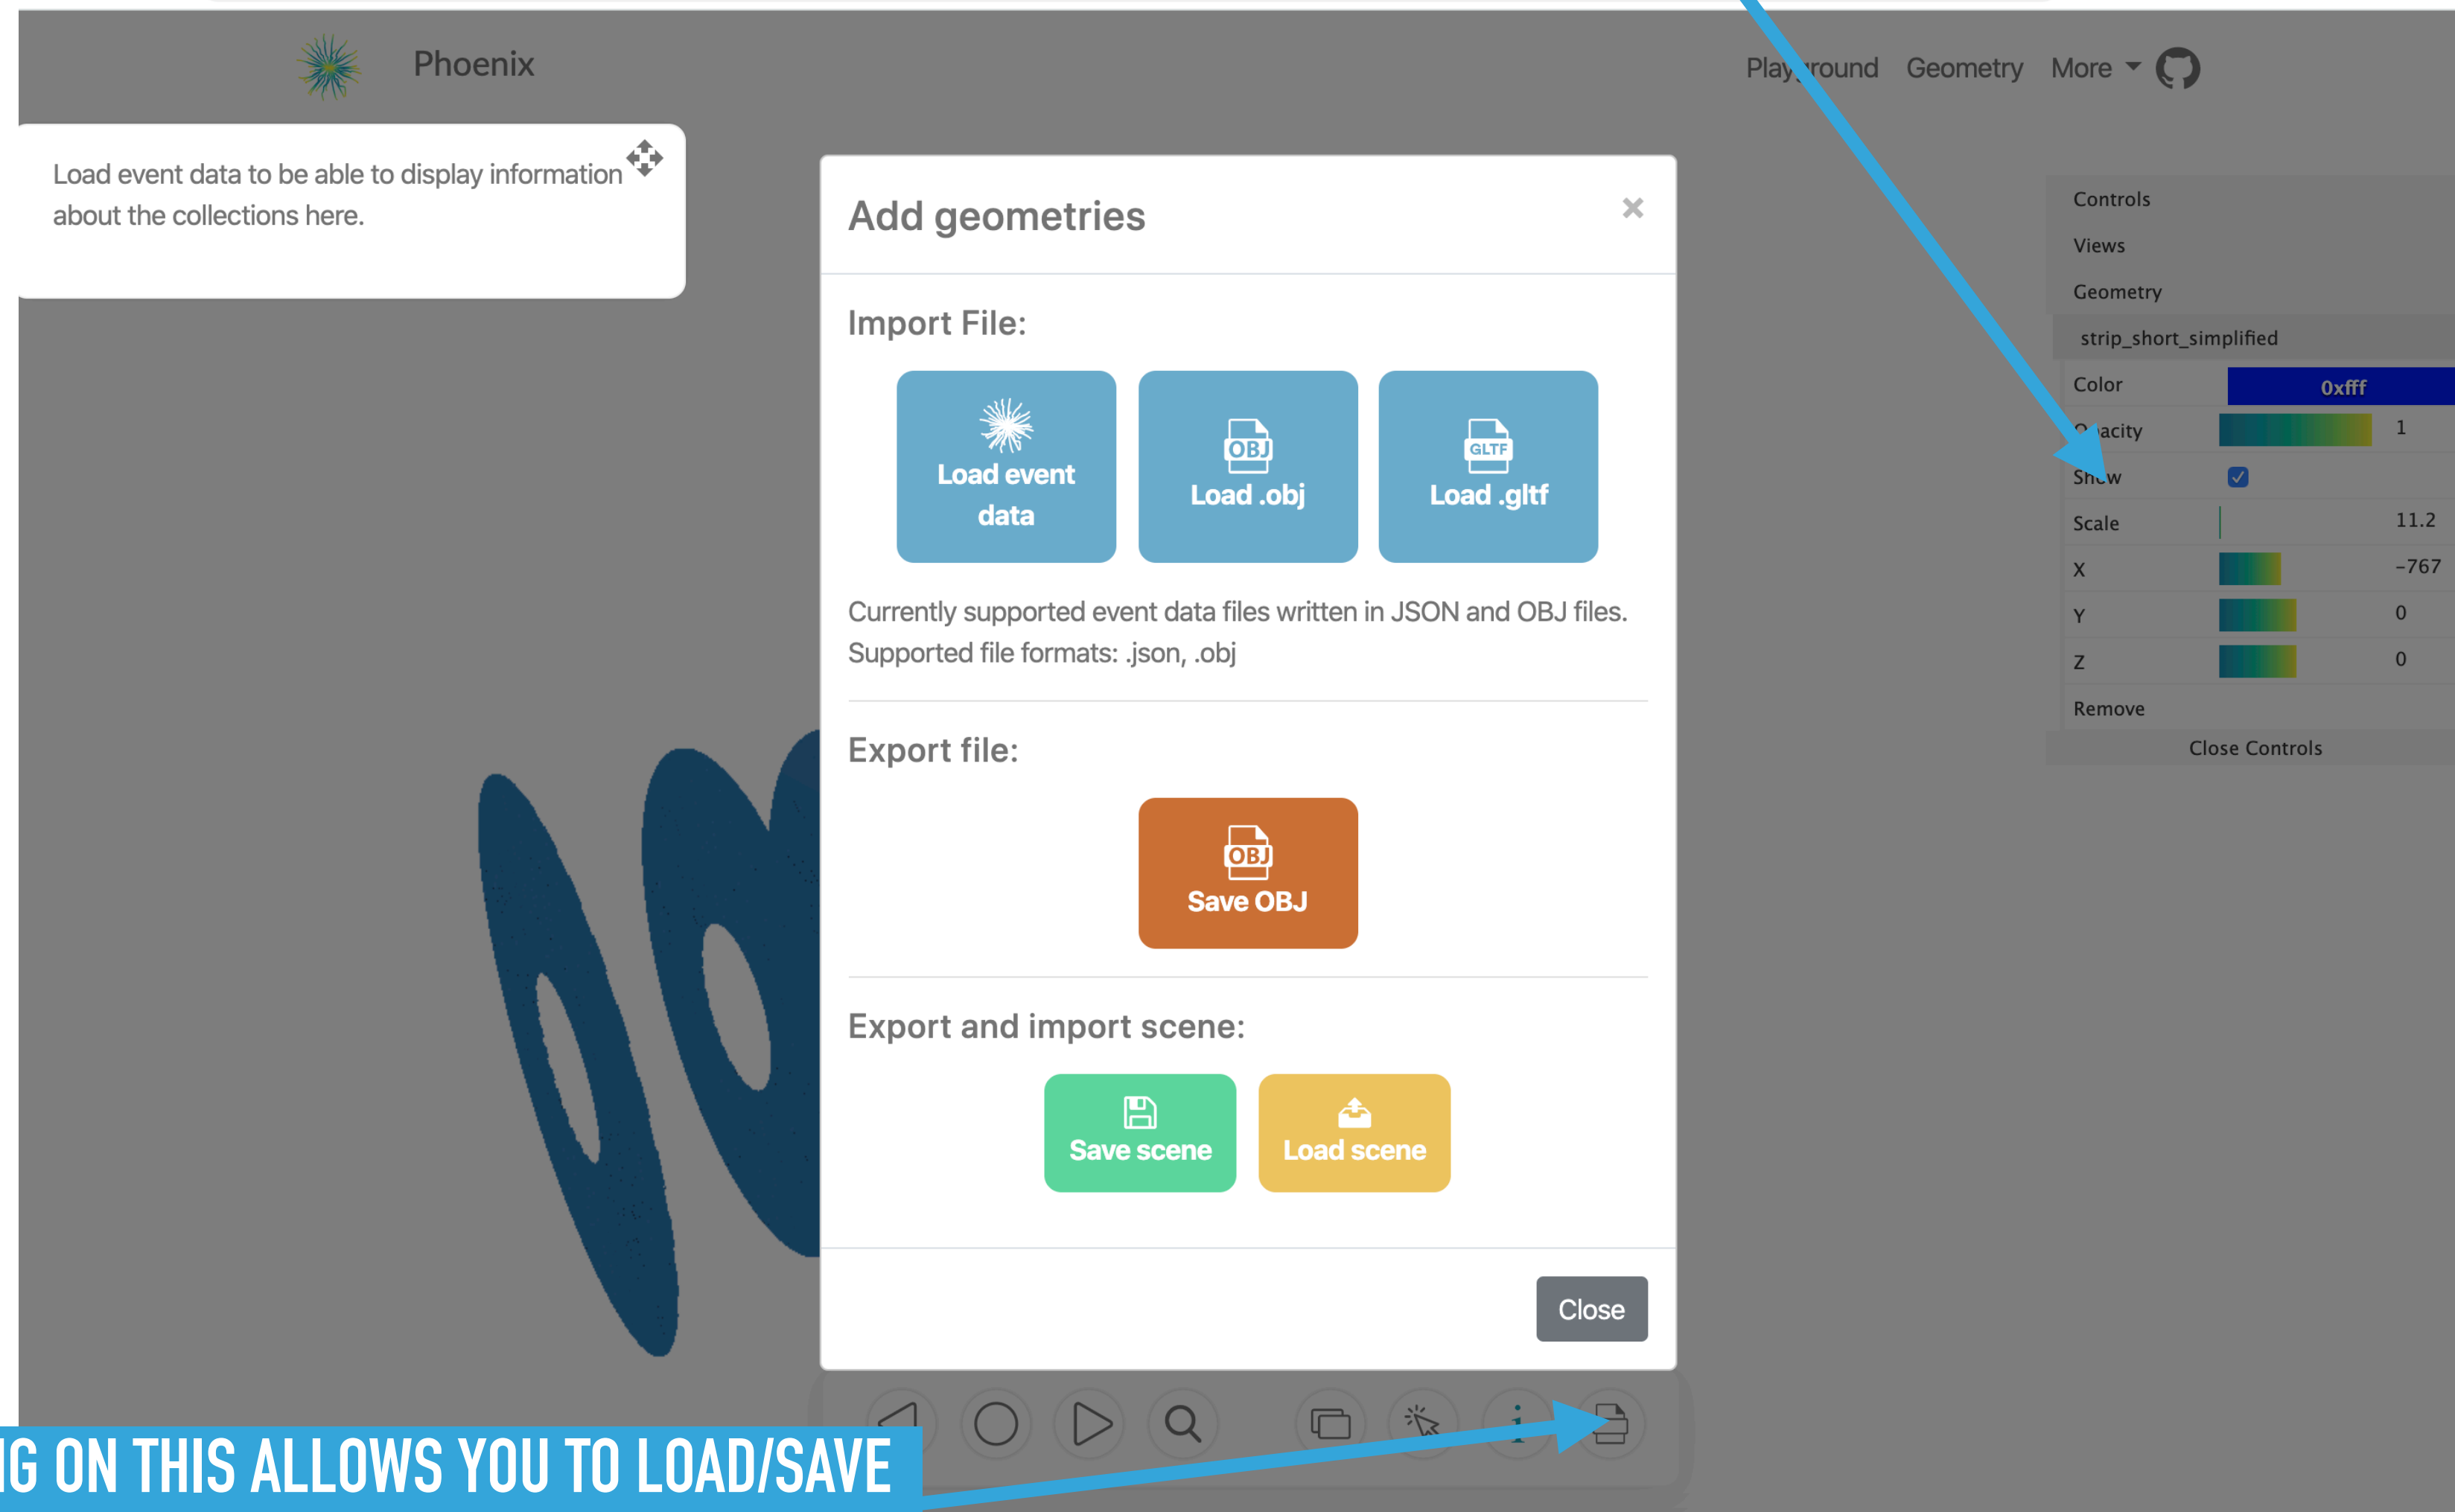 Phoenix
Playground Geometry More
Load event data to be able to display information
about the collections here.
Add geometries
×
Import File:
Load event
data
OBJ
Load .obj
GLTF
Load .gltf
Currently supported event data files written in JSON and OBJ files.
Supported file formats: .json, .obj
Export file:
OBJ
Save OBJ
Export and import scene:
Save scene
Load scene
Close
Controls
Views
Geometry
strip_short_simplified
Color 0xfff
Opacity 1
Show
Scale 11.2
X -767
Y 0
Z 0
Remove
Close Controls
i
G ON THIS ALLOWS YOU TO LOAD/SAVE